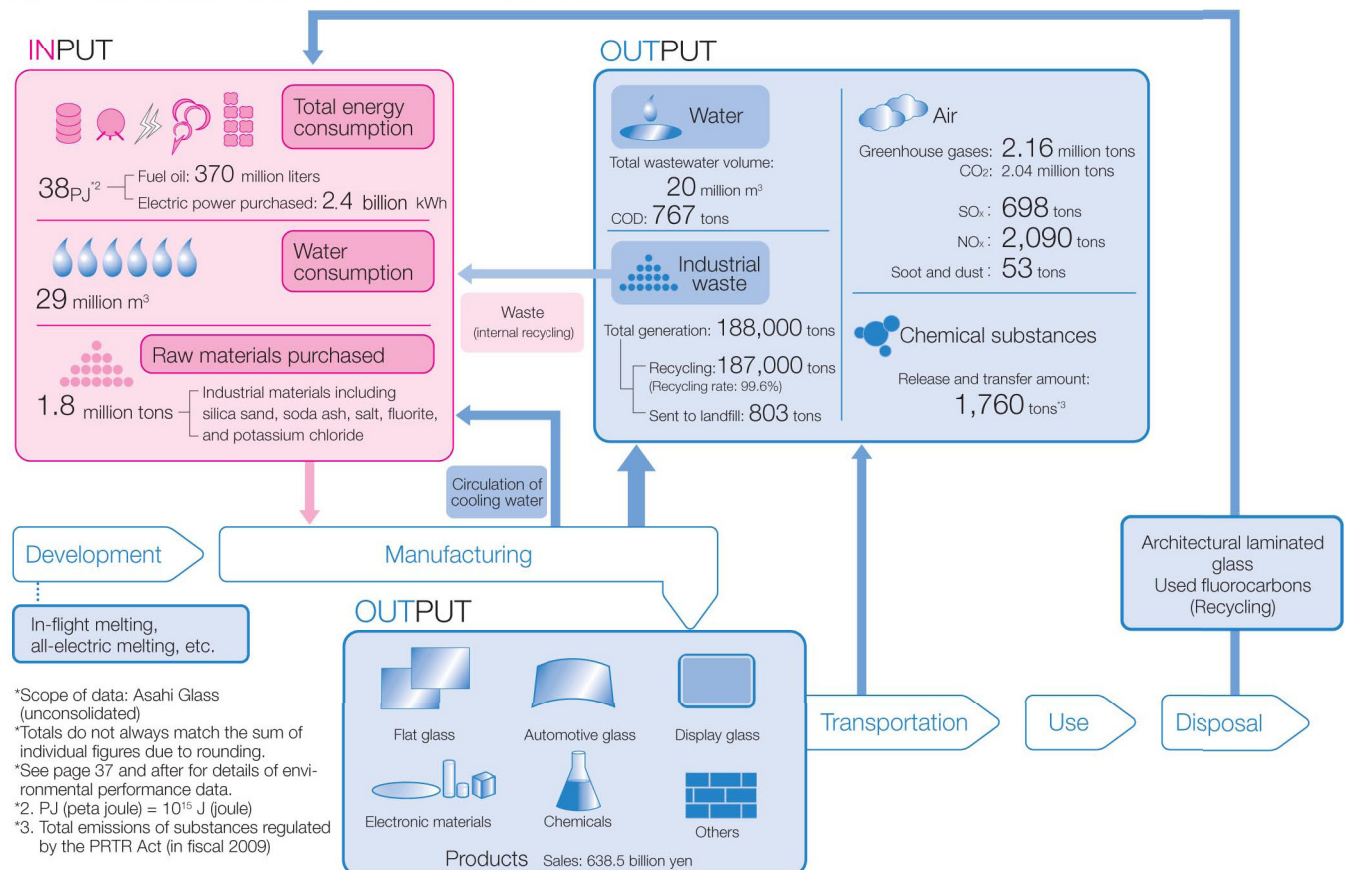 INPUT
Total energy
consumption
38PJ*2
Fuel oil: 370 million liters
Electric power purchased: 2.4 billion kWh
Water
consumption
29 million m³
Raw materials purchased
1.8 million tons
Industrial materials including
silica sand, soda ash, salt, fluorite,
and potassium chloride
OUTPUT
Water
Total wastewater volume:
20 million m³
COD: 767 tons
Industrial
waste
Total generation: 188,000 tons
Recycling: 187,000 tons
(Recycling rate: 99.6%)
Sent to landfill: 803 tons
Air
Greenhouse gases: 2.16 million tons
CO₂: 2.04 million tons
SOx: 698 tons
NOx: 2,090 tons
Soot and dust: 53 tons
Chemical substances
Release and transfer amount:
1,760 tons*3
Waste
(internal recycling)
Circulation of
cooling water
Development
Manufacturing
In-flight melting,
all-electric melting, etc.
Architectural laminated
glass
Used fluorocarbons
(Recycling)
OUTPUT
Flat glass
Automotive glass
Display glass
Electronic materials
Chemicals
Others
Products Sales: 638.5 billion yen
Transportation
Use
Disposal
*Scope of data: Asahi Glass
(unconsolidated)
*Totals do not always match the sum of
individual figures due to rounding.
*See page 37 and after for details of envi-
ronmental performance data.
*2. PJ (peta joule) = 10¹⁵ J (joule)
*3. Total emissions of substances regulated
by the PRTR Act (in fiscal 2009)